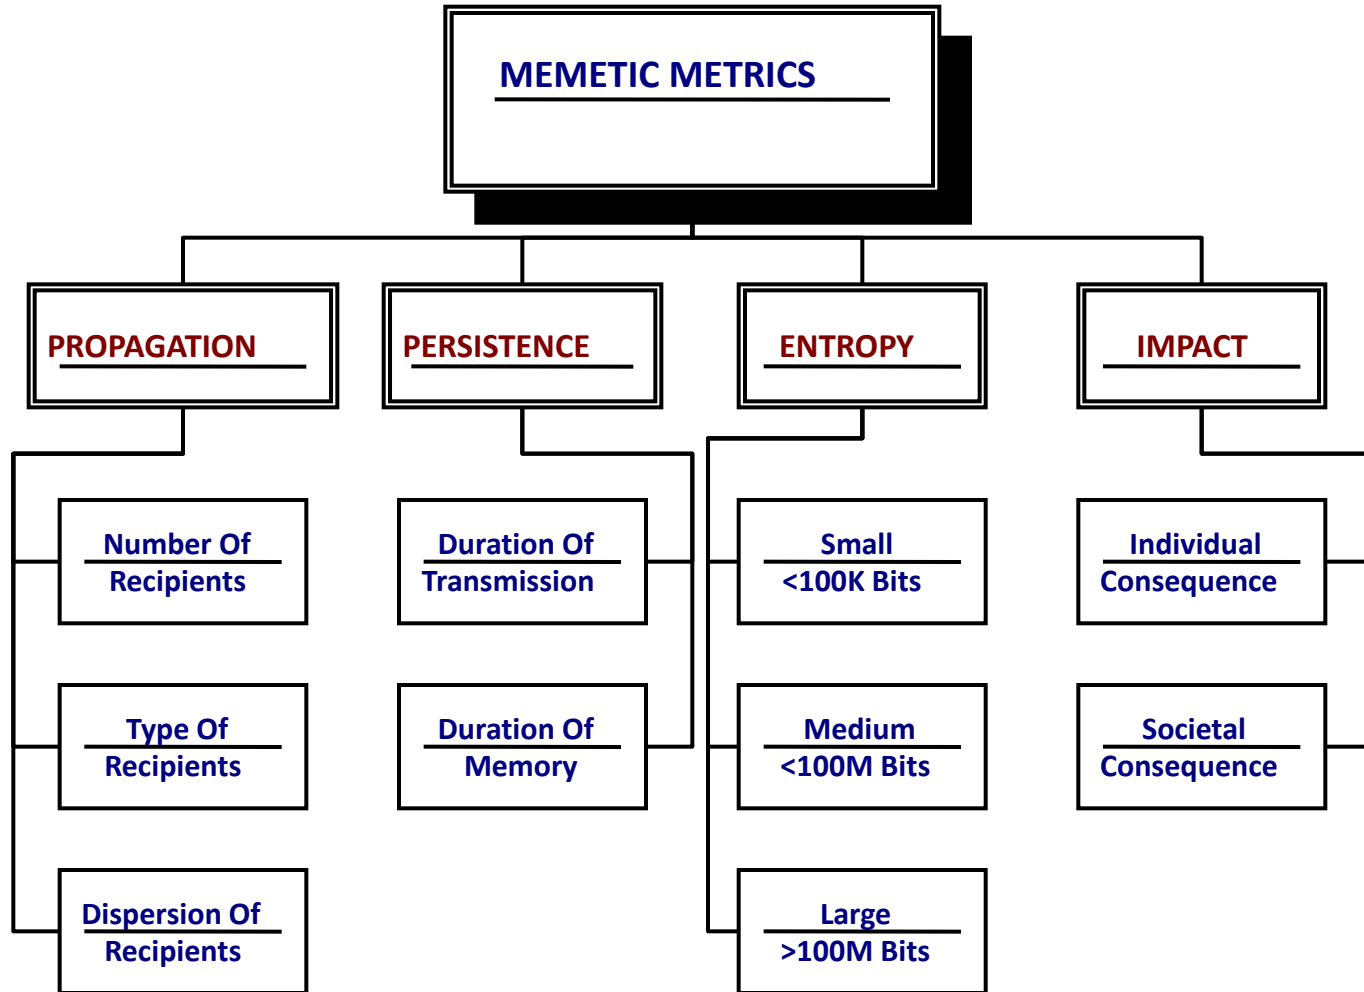 MEMETIC METRICS
PROPAGATION
PERSISTENCE
ENTROPY
IMPACT
Number Of
Recipients
Duration Of
Transmission
Small
<100K Bits
Individual
Consequence
Type Of
Recipients
Duration Of
Memory
Medium
<100M Bits
Societal
Consequence
Dispersion Of
Recipients
Large
>100M Bits